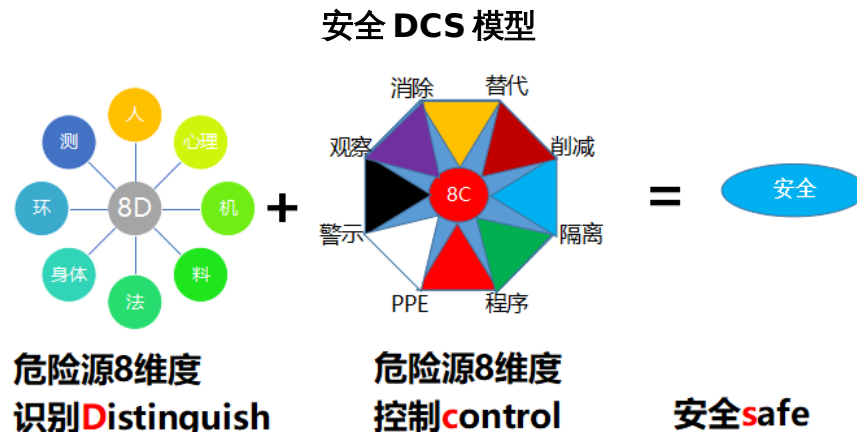 安全 DCS 模型
人
测
心理
环
8D
机
身体
料
法
+
消除
替代
观察
削减
8C
警示
隔离
PPE
程序
=
安全
危险源8维度
识别Distinguish
危险源8维度
控制control
安全safe